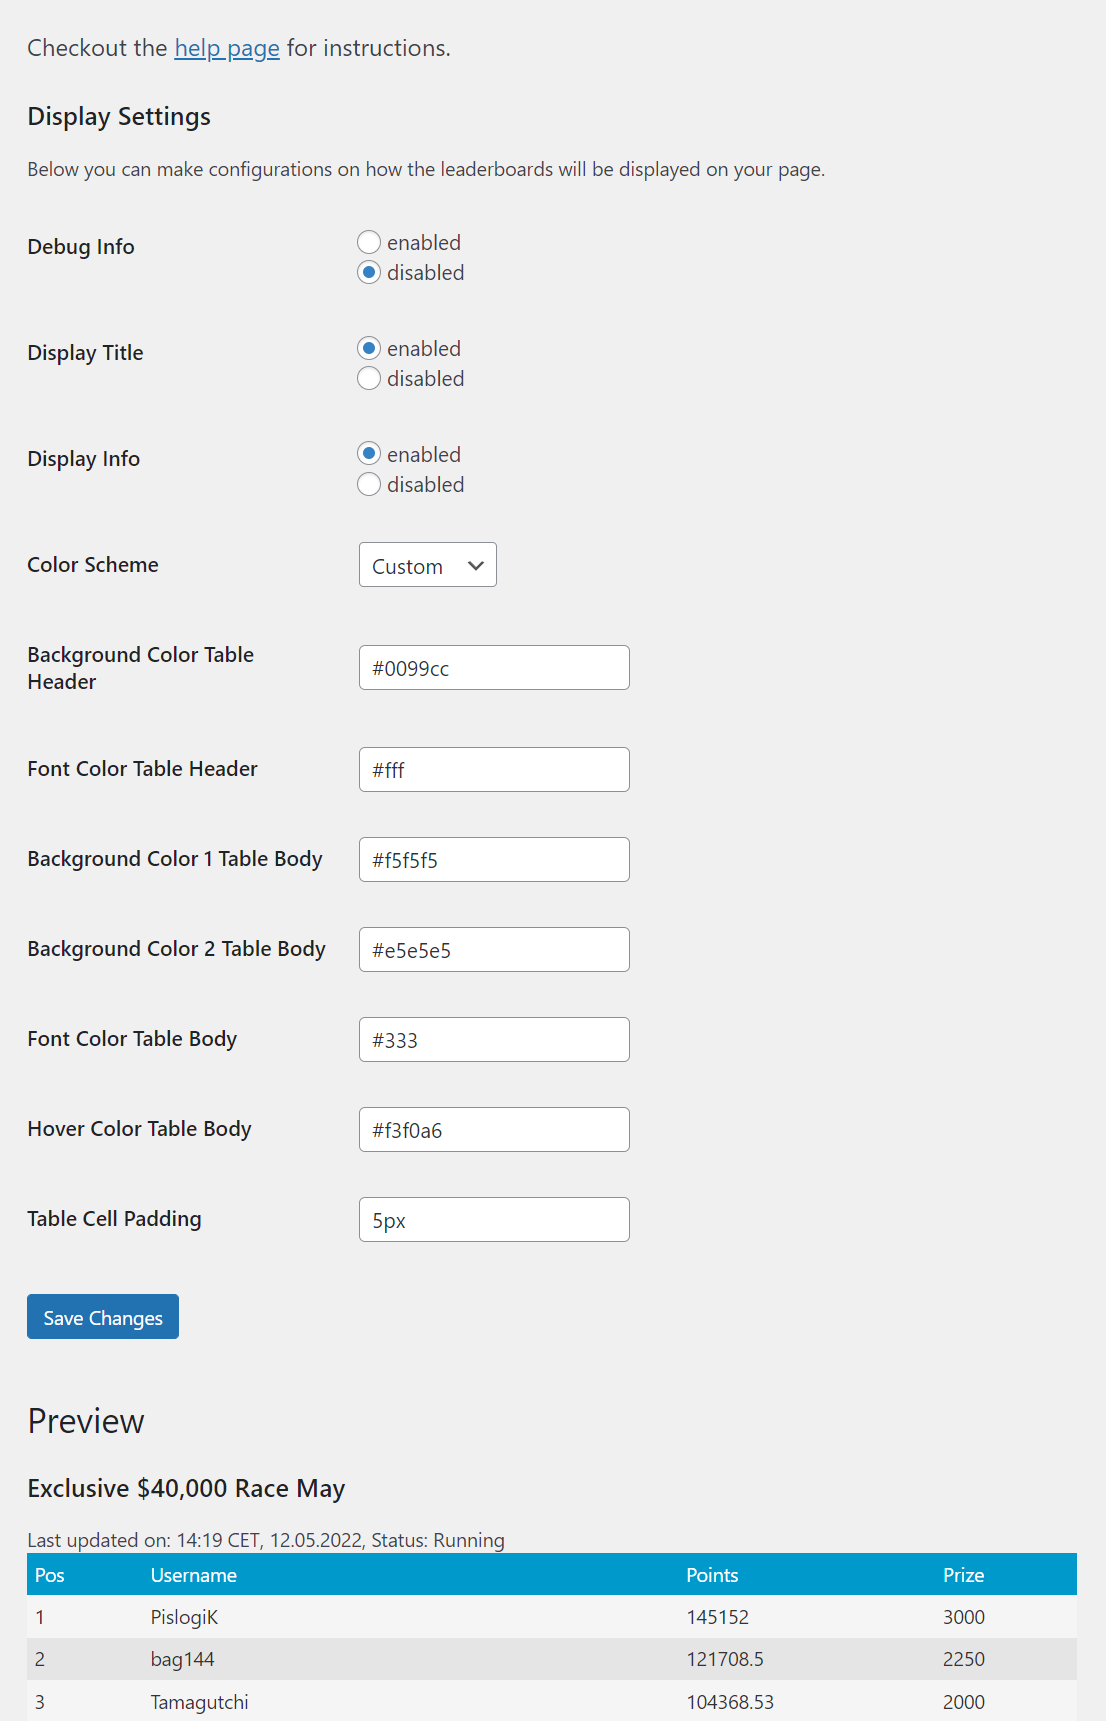 Checkout the help page for instructions.
Display Settings
Below you can make configurations on how the leaderboards will be displayed on your page.
Debug Info
enabled
disabled
Display Title
enabled
disabled
Display Info
enabled
disabled
Color Scheme
Custom
Background Color Table
Header
#0099cc
Font Color Table Header
#fff
Background Color 1 Table Body
#f5f5f5
Background Color 2 Table Body
#e5e5e5
Font Color Table Body
#333
Hover Color Table Body
#f3f0a6
Table Cell Padding
5px
Save Changes
Preview
Exclusive $40,000 Race May
Last updated on: 14:19 CET, 12.05.2022, Status: Running
Pos Username Points Prize
1 PislogiK 145152 3000
2 bag144 121708.5 2250
3 Tamagutchi 104368.53 2000